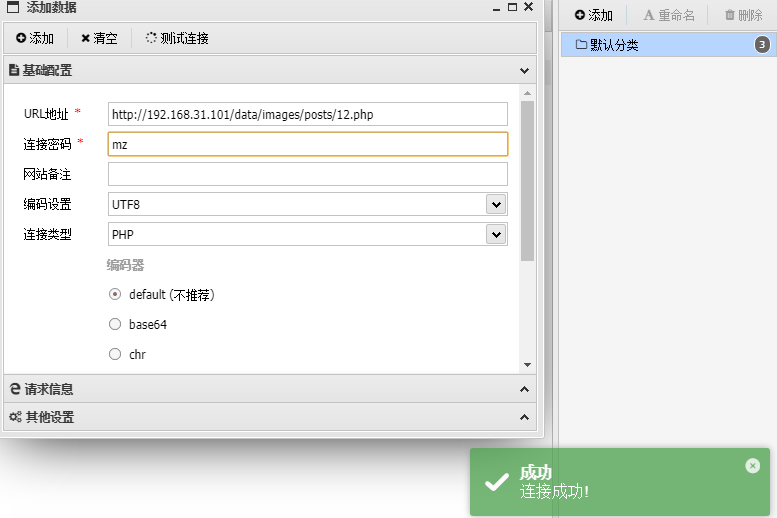 添加数据
添加 清空 测试连接
基础配置
URL地址 * http://192.168.31.101/data/images/posts/12.php
连接密码 * mz
网站备注
编码设置 UTF8
连接类型 PHP
编码器
default (不推荐)
base64
chr
请求信息
其他设置
添加 重命名 删除
默认分类 3
成功
连接成功!